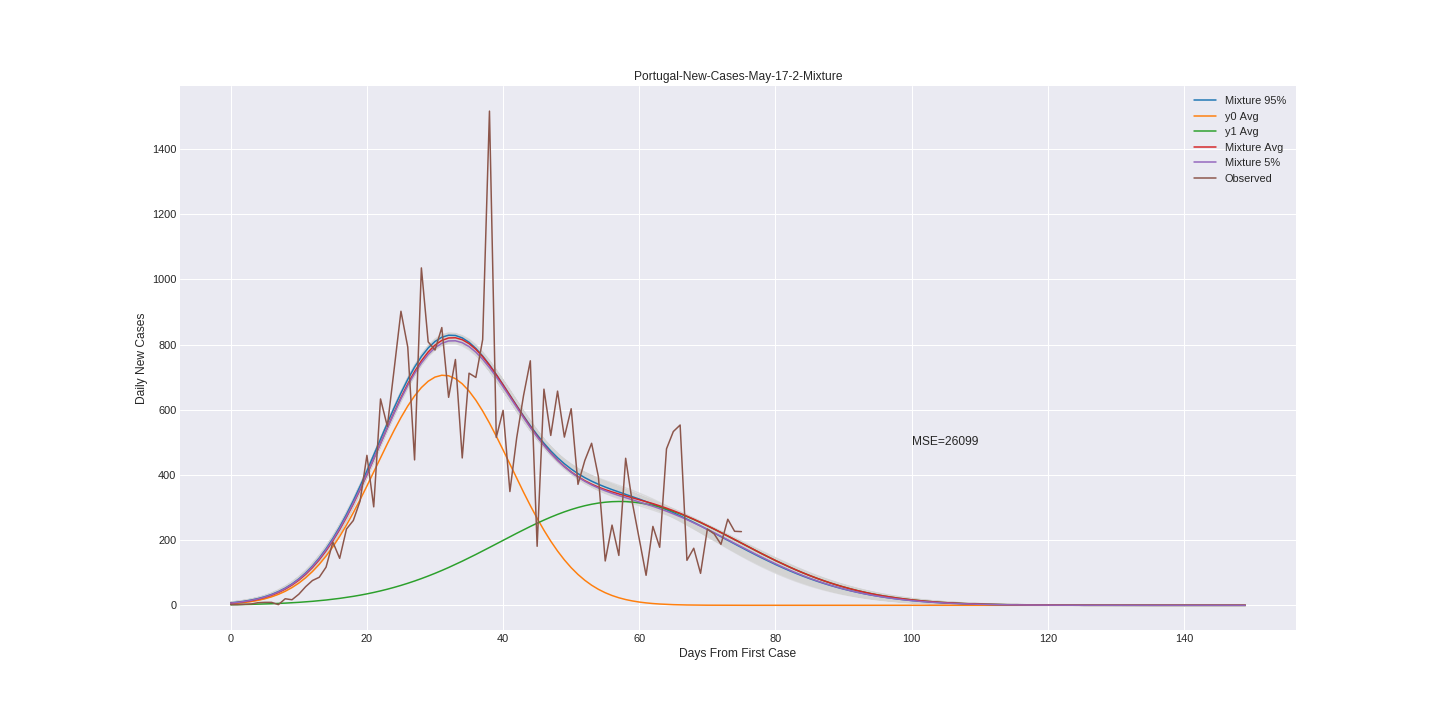 Portugal-New-Cases-May-17-2-Mixture
Mixture 95%
y0 Avg
y1 Avg
Mixture Avg
Mixture 5%
Observed
Daily New Cases
1400
1200
1000
800
600
400
200
0
MSE=26099
0 20 40 60 80 100 120 140
Days From First Case